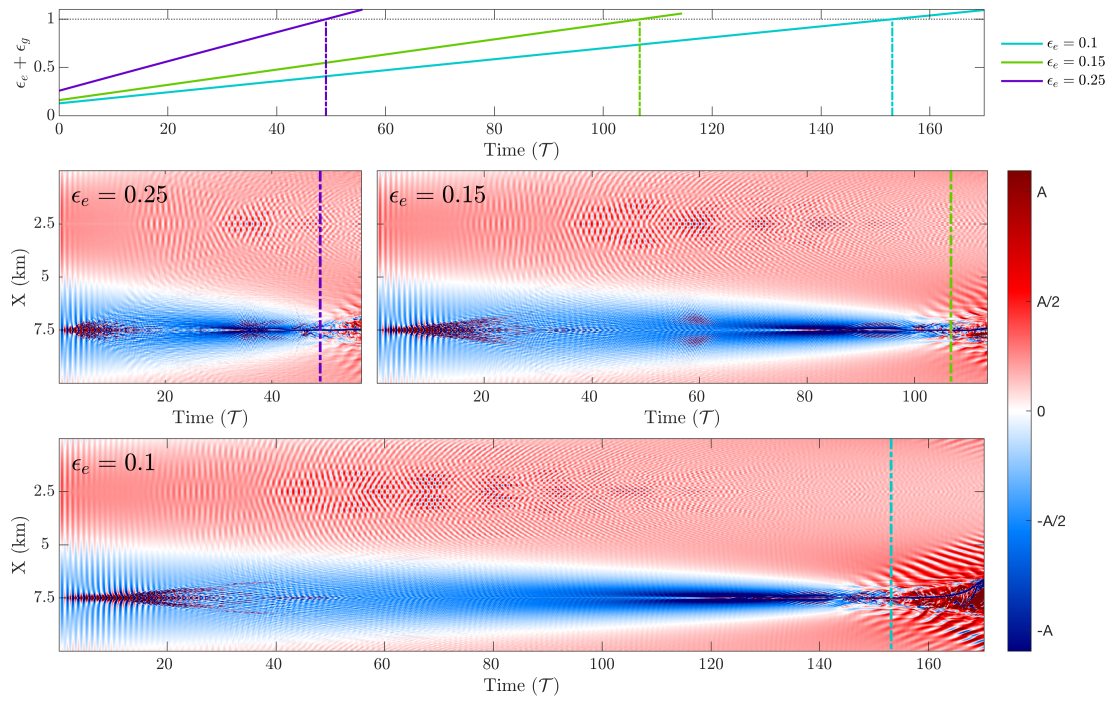 1
0.5
0
ϵe + ϵg
0 20 40 60 80 100 120 140 160
Time (𝒯)
ϵe = 0.1
ϵe = 0.15
ϵe = 0.25
ϵe = 0.25
2.5
5
7.5
X (km)
20 40
Time (𝒯)
ϵe = 0.15
20 40 60 80 100
Time (𝒯)
A
A/2
0
-A/2
-A
ϵe = 0.1
2.5
5
7.5
X (km)
20 40 60 80 100 120 140 160
Time (𝒯)